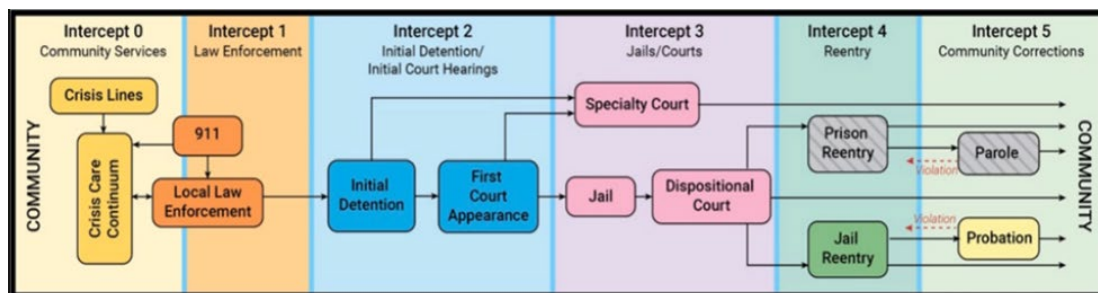 Intercept 0
Community Services
Intercept 1
Law Enforcement
Intercept 2
Initial Detention/
Initial Court Hearings
Intercept 3
Jails/Courts
Intercept 4
Reentry
Intercept 5
Community Corrections
COMMUNITY
Crisis Lines
Crisis Care
Continuum
911
Local Law
Enforcement
Initial
Detention
First
Court
Appearance
Specialty Court
Jail
Dispositional
Court
Prison
Reentry
Violation
Parole
Jail
Reentry
Violation
Probation
COMMUNITY